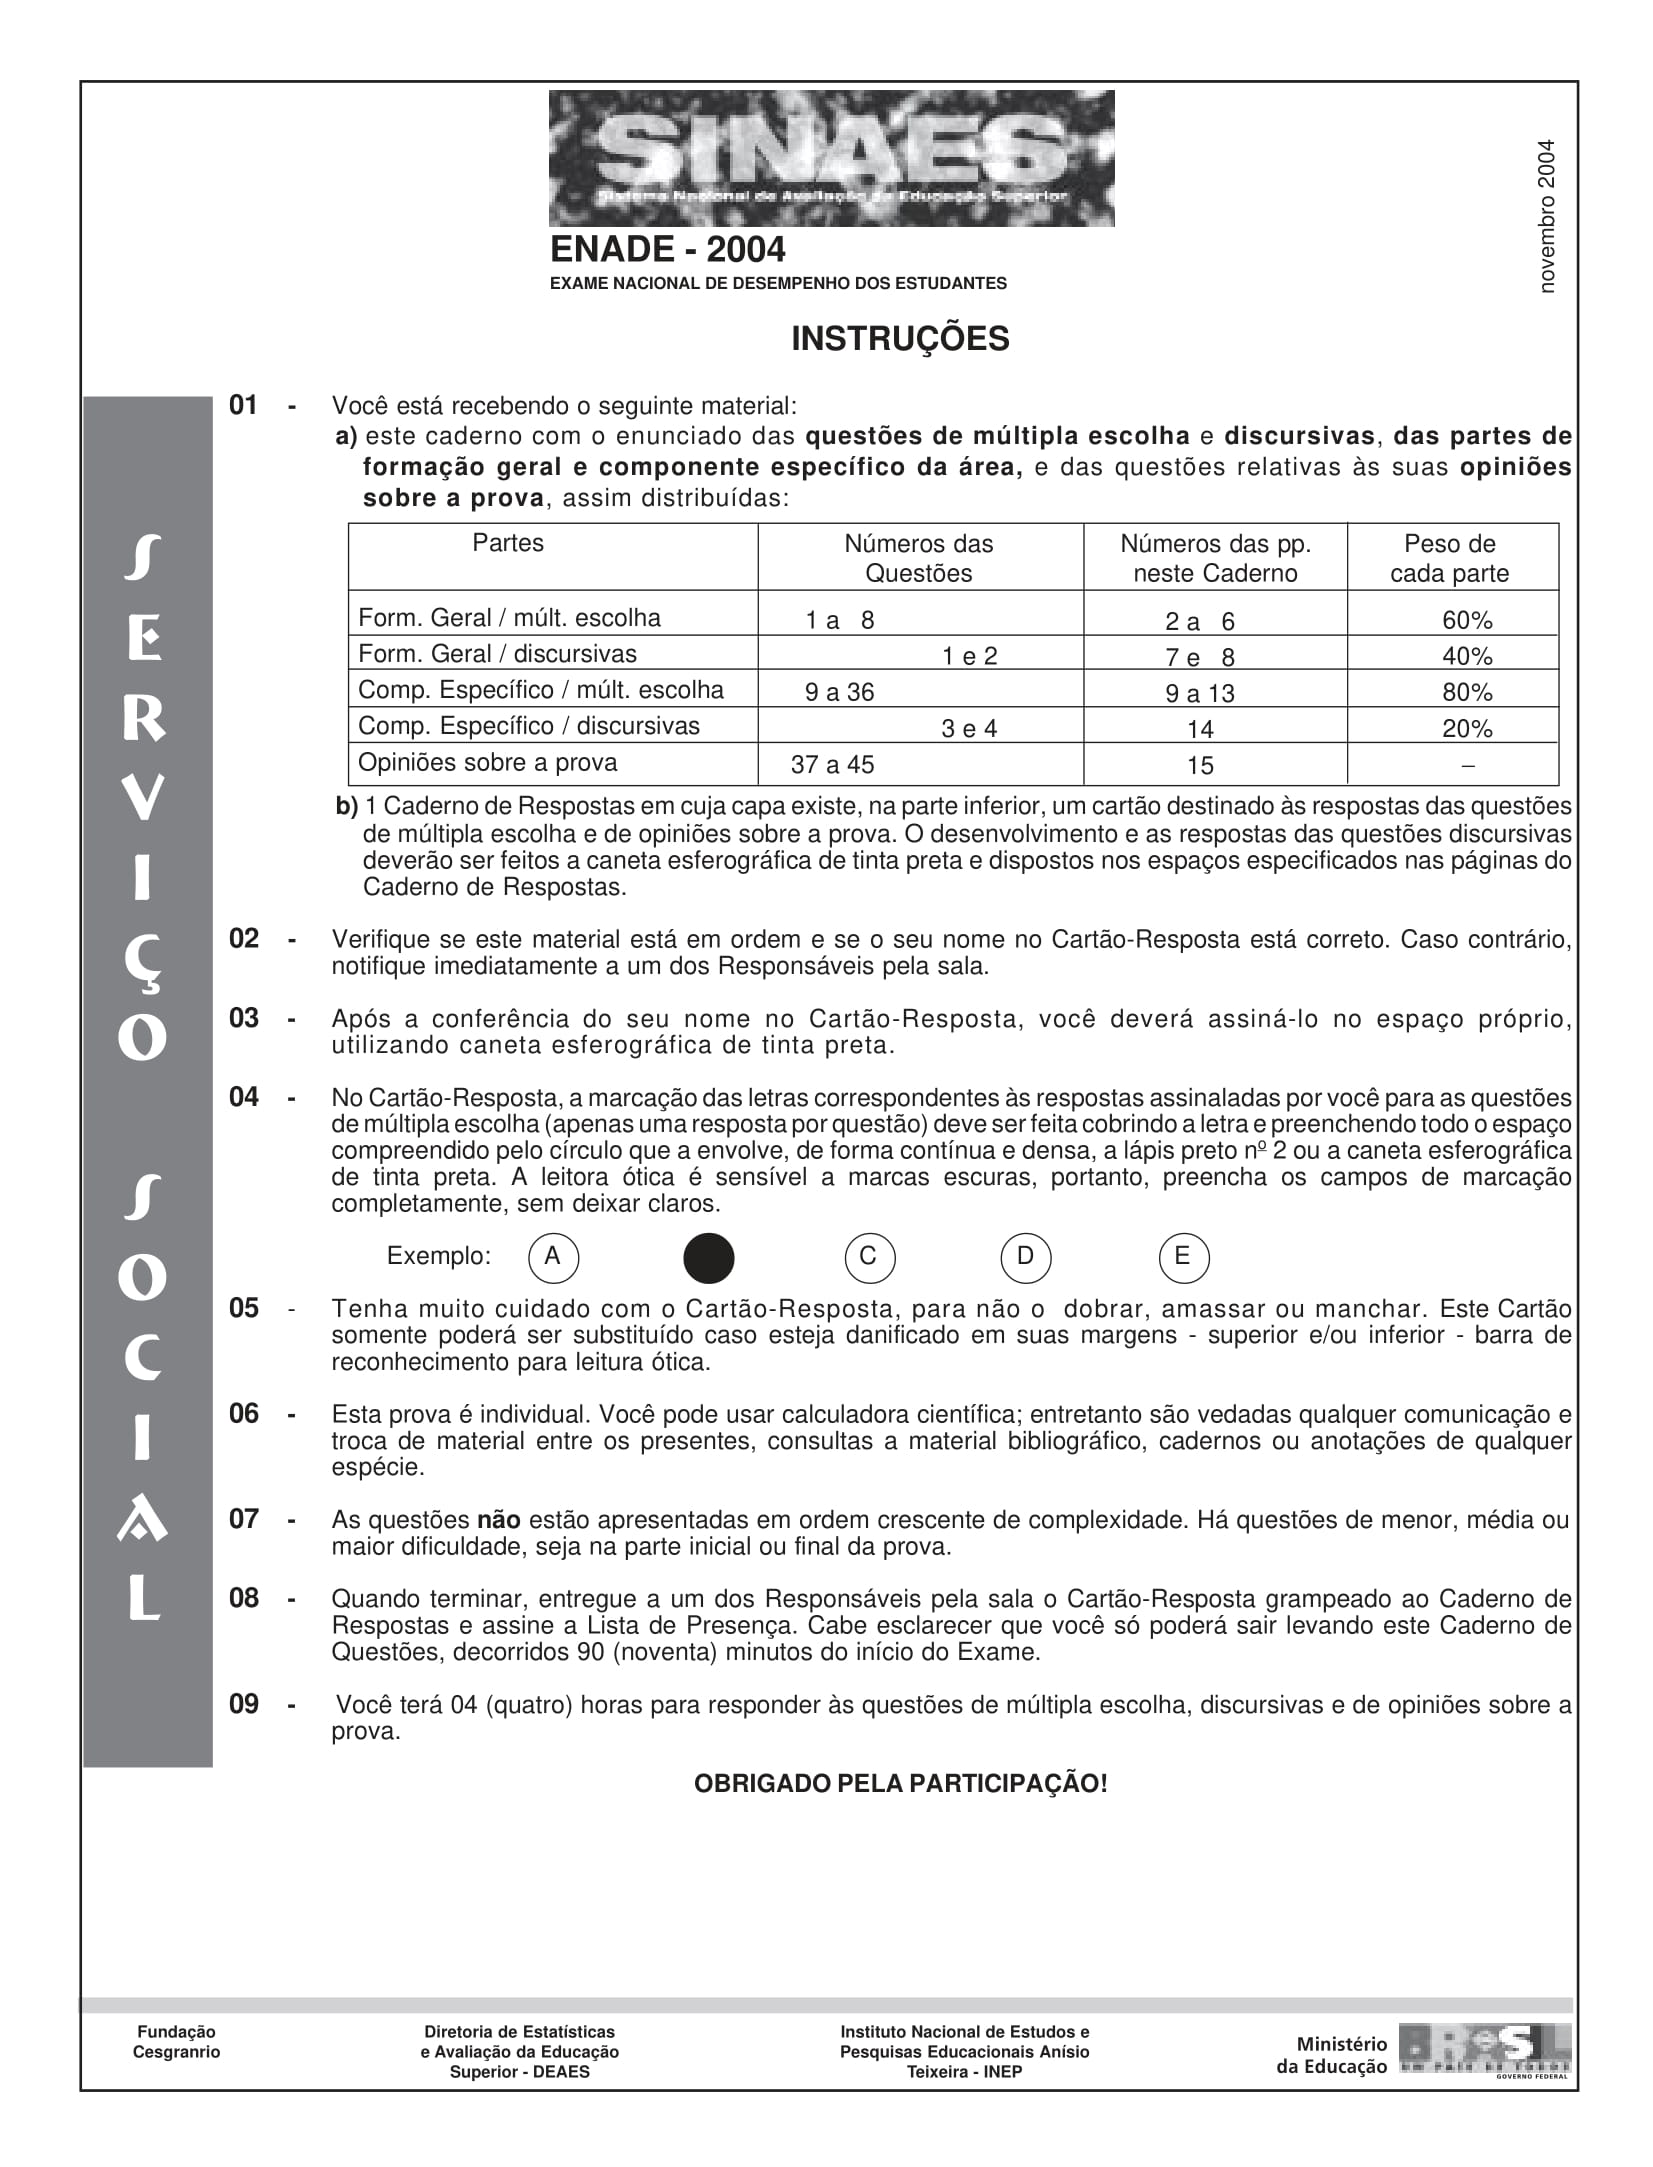 SINAES
Sistema Nacional de Avaliação da Educação Superior
novembro 2004
ENADE - 2004
EXAME NACIONAL DE DESEMPENHO DOS ESTUDANTES
INSTRUÇÕES
SERVIÇO SOCIAL
01 - Você está recebendo o seguinte material:
a) este caderno com o enunciado das questões de múltipla escolha e discursivas, das partes de
formação geral e componente específico da área, e das questões relativas às suas opiniões
sobre a prova, assim distribuídas:
Partes Números das Questões Números das pp. neste Caderno Peso de cada parte
Form. Geral / múlt. escolha 1 a 8 2 a 6 60%
Form. Geral / discursivas 1 e 2 7 e 8 40%
Comp. Específico / múlt. escolha 9 a 36 9 a 13 80%
Comp. Específico / discursivas 3 e 4 14 20%
Opiniões sobre a prova 37 a 45 15 –
b) 1 Caderno de Respostas em cuja capa existe, na parte inferior, um cartão destinado às respostas das questões
de múltipla escolha e de opiniões sobre a prova. O desenvolvimento e as respostas das questões discursivas
deverão ser feitos a caneta esferográfica de tinta preta e dispostos nos espaços especificados nas páginas do
Caderno de Respostas.
02 - Verifique se este material está em ordem e se o seu nome no Cartão-Resposta está correto. Caso contrário,
notifique imediatamente a um dos Responsáveis pela sala.
03 - Após a conferência do seu nome no Cartão-Resposta, você deverá assiná-lo no espaço próprio,
utilizando caneta esferográfica de tinta preta.
04 - No Cartão-Resposta, a marcação das letras correspondentes às respostas assinaladas por você para as questões
de múltipla escolha (apenas uma resposta por questão) deve ser feita cobrindo a letra e preenchendo todo o espaço
compreendido pelo círculo que a envolve, de forma contínua e densa, a lápis preto nº 2 ou a caneta esferográfica
de tinta preta. A leitora ótica é sensível a marcas escuras, portanto, preencha os campos de marcação
completamente, sem deixar claros.
Exemplo: A C D E
05 - Tenha muito cuidado com o Cartão-Resposta, para não o dobrar, amassar ou manchar. Este Cartão
somente poderá ser substituído caso esteja danificado em suas margens - superior e/ou inferior - barra de
reconhecimento para leitura ótica.
06 - Esta prova é individual. Você pode usar calculadora científica; entretanto são vedadas qualquer comunicação e
troca de material entre os presentes, consultas a material bibliográfico, cadernos ou anotações de qualquer
espécie.
07 - As questões não estão apresentadas em ordem crescente de complexidade. Há questões de menor, média ou
maior dificuldade, seja na parte inicial ou final da prova.
08 - Quando terminar, entregue a um dos Responsáveis pela sala o Cartão-Resposta grampeado ao Caderno de
Respostas e assine a Lista de Presença. Cabe esclarecer que você só poderá sair levando este Caderno de
Questões, decorridos 90 (noventa) minutos do início do Exame.
09 - Você terá 04 (quatro) horas para responder às questões de múltipla escolha, discursivas e de opiniões sobre a
prova.
OBRIGADO PELA PARTICIPAÇÃO!
Fundação
Cesgranrio
Diretoria de Estatísticas
e Avaliação da Educação
Superior - DEAES
Instituto Nacional de Estudos e
Pesquisas Educacionais Anísio
Teixeira - INEP
Ministério
da Educação
BRASIL
UM PAÍS DE TODOS
GOVERNO FEDERAL